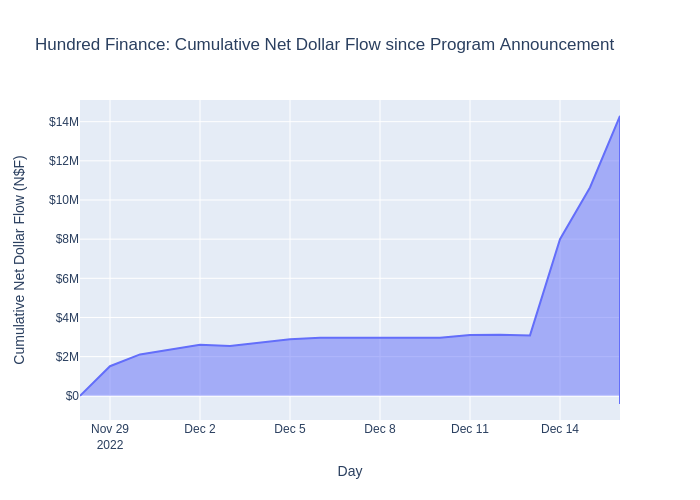 Hundred Finance: Cumulative Net Dollar Flow since Program Announcement
Cumulative Net Dollar Flow (N$F)
$14M
$12M
$10M
$8M
$6M
$4M
$2M
$0
Nov 29
2022
Dec 2
Dec 5
Dec 8
Dec 11
Dec 14
Day